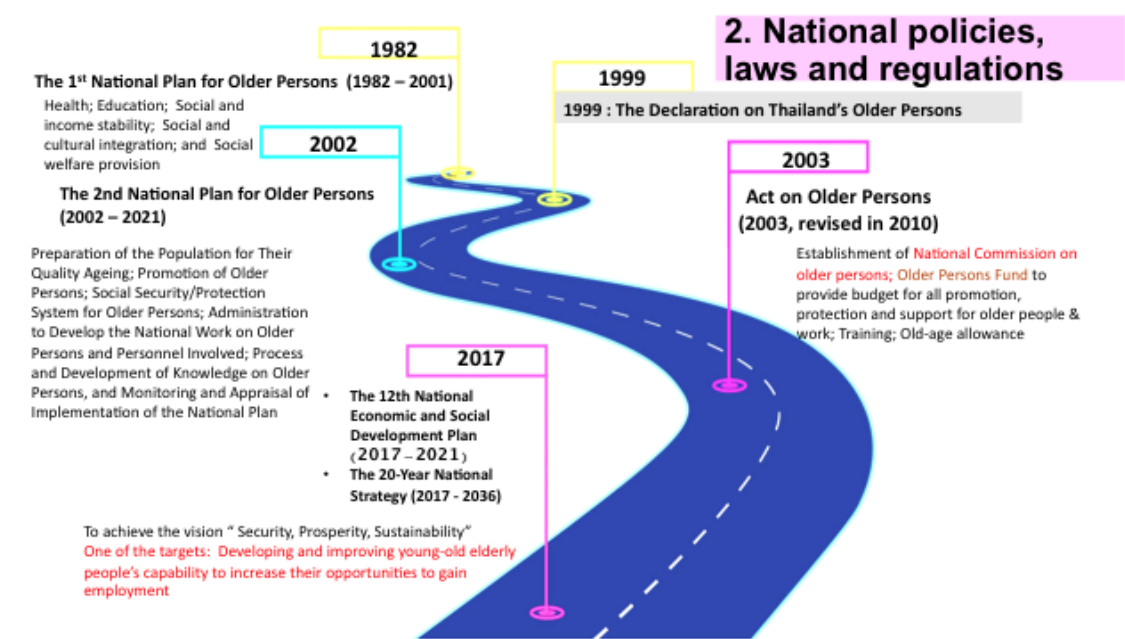 2. National policies,
laws and regulations
1982
The 1st National Plan for Older Persons (1982 – 2001)
Health; Education; Social and
income stability; Social and
cultural integration; and Social
welfare provision
1999
1999 : The Declaration on Thailand's Older Persons
2002
The 2nd National Plan for Older Persons
(2002 – 2021)
Preparation of the Population for Their
Quality Ageing; Promotion of Older
Persons; Social Security/Protection
System for Older Persons; Administration
to Develop the National Work on Older
Persons and Personnel Involved; Process
and Development of Knowledge on Older
Persons, and Monitoring and Appraisal of
Implementation of the National Plan
2003
Act on Older Persons
(2003, revised in 2010)
Establishment of National Commission on
older persons; Older Persons Fund to
provide budget for all promotion,
protection and support for older people &
work; Training; Old-age allowance
2017
• The 12th National
Economic and Social
Development Plan
(2017 – 2021)
• The 20-Year National
Strategy (2017 - 2036)
To achieve the vision “ Security, Prosperity, Sustainability”
One of the targets: Developing and improving young-old elderly
people's capability to increase their opportunities to gain
employment